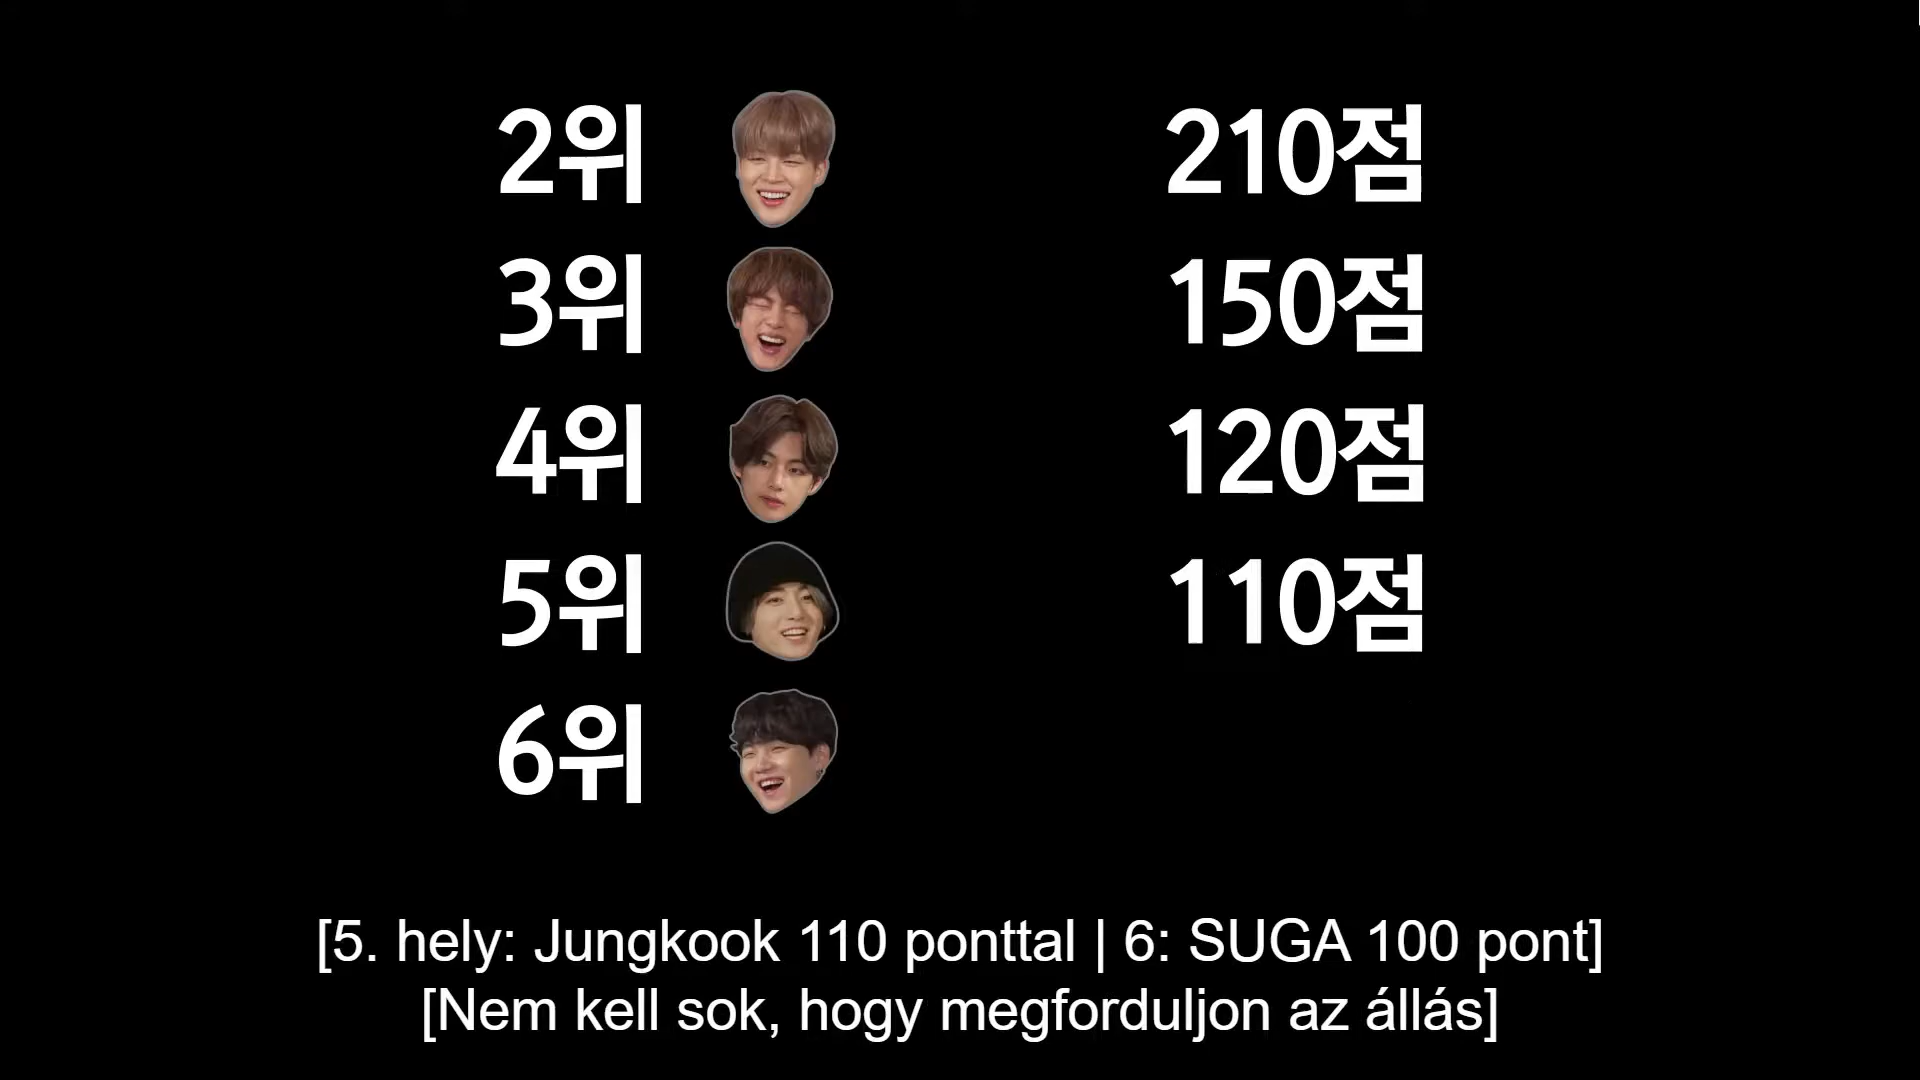 2위 210점
3위 150점
4위 120점
5위 110점
6위
[5. hely: Jungkook 110 ponttal | 6: SUGA 100 pont]
[Nem kell sok, hogy megforduljon az állás]